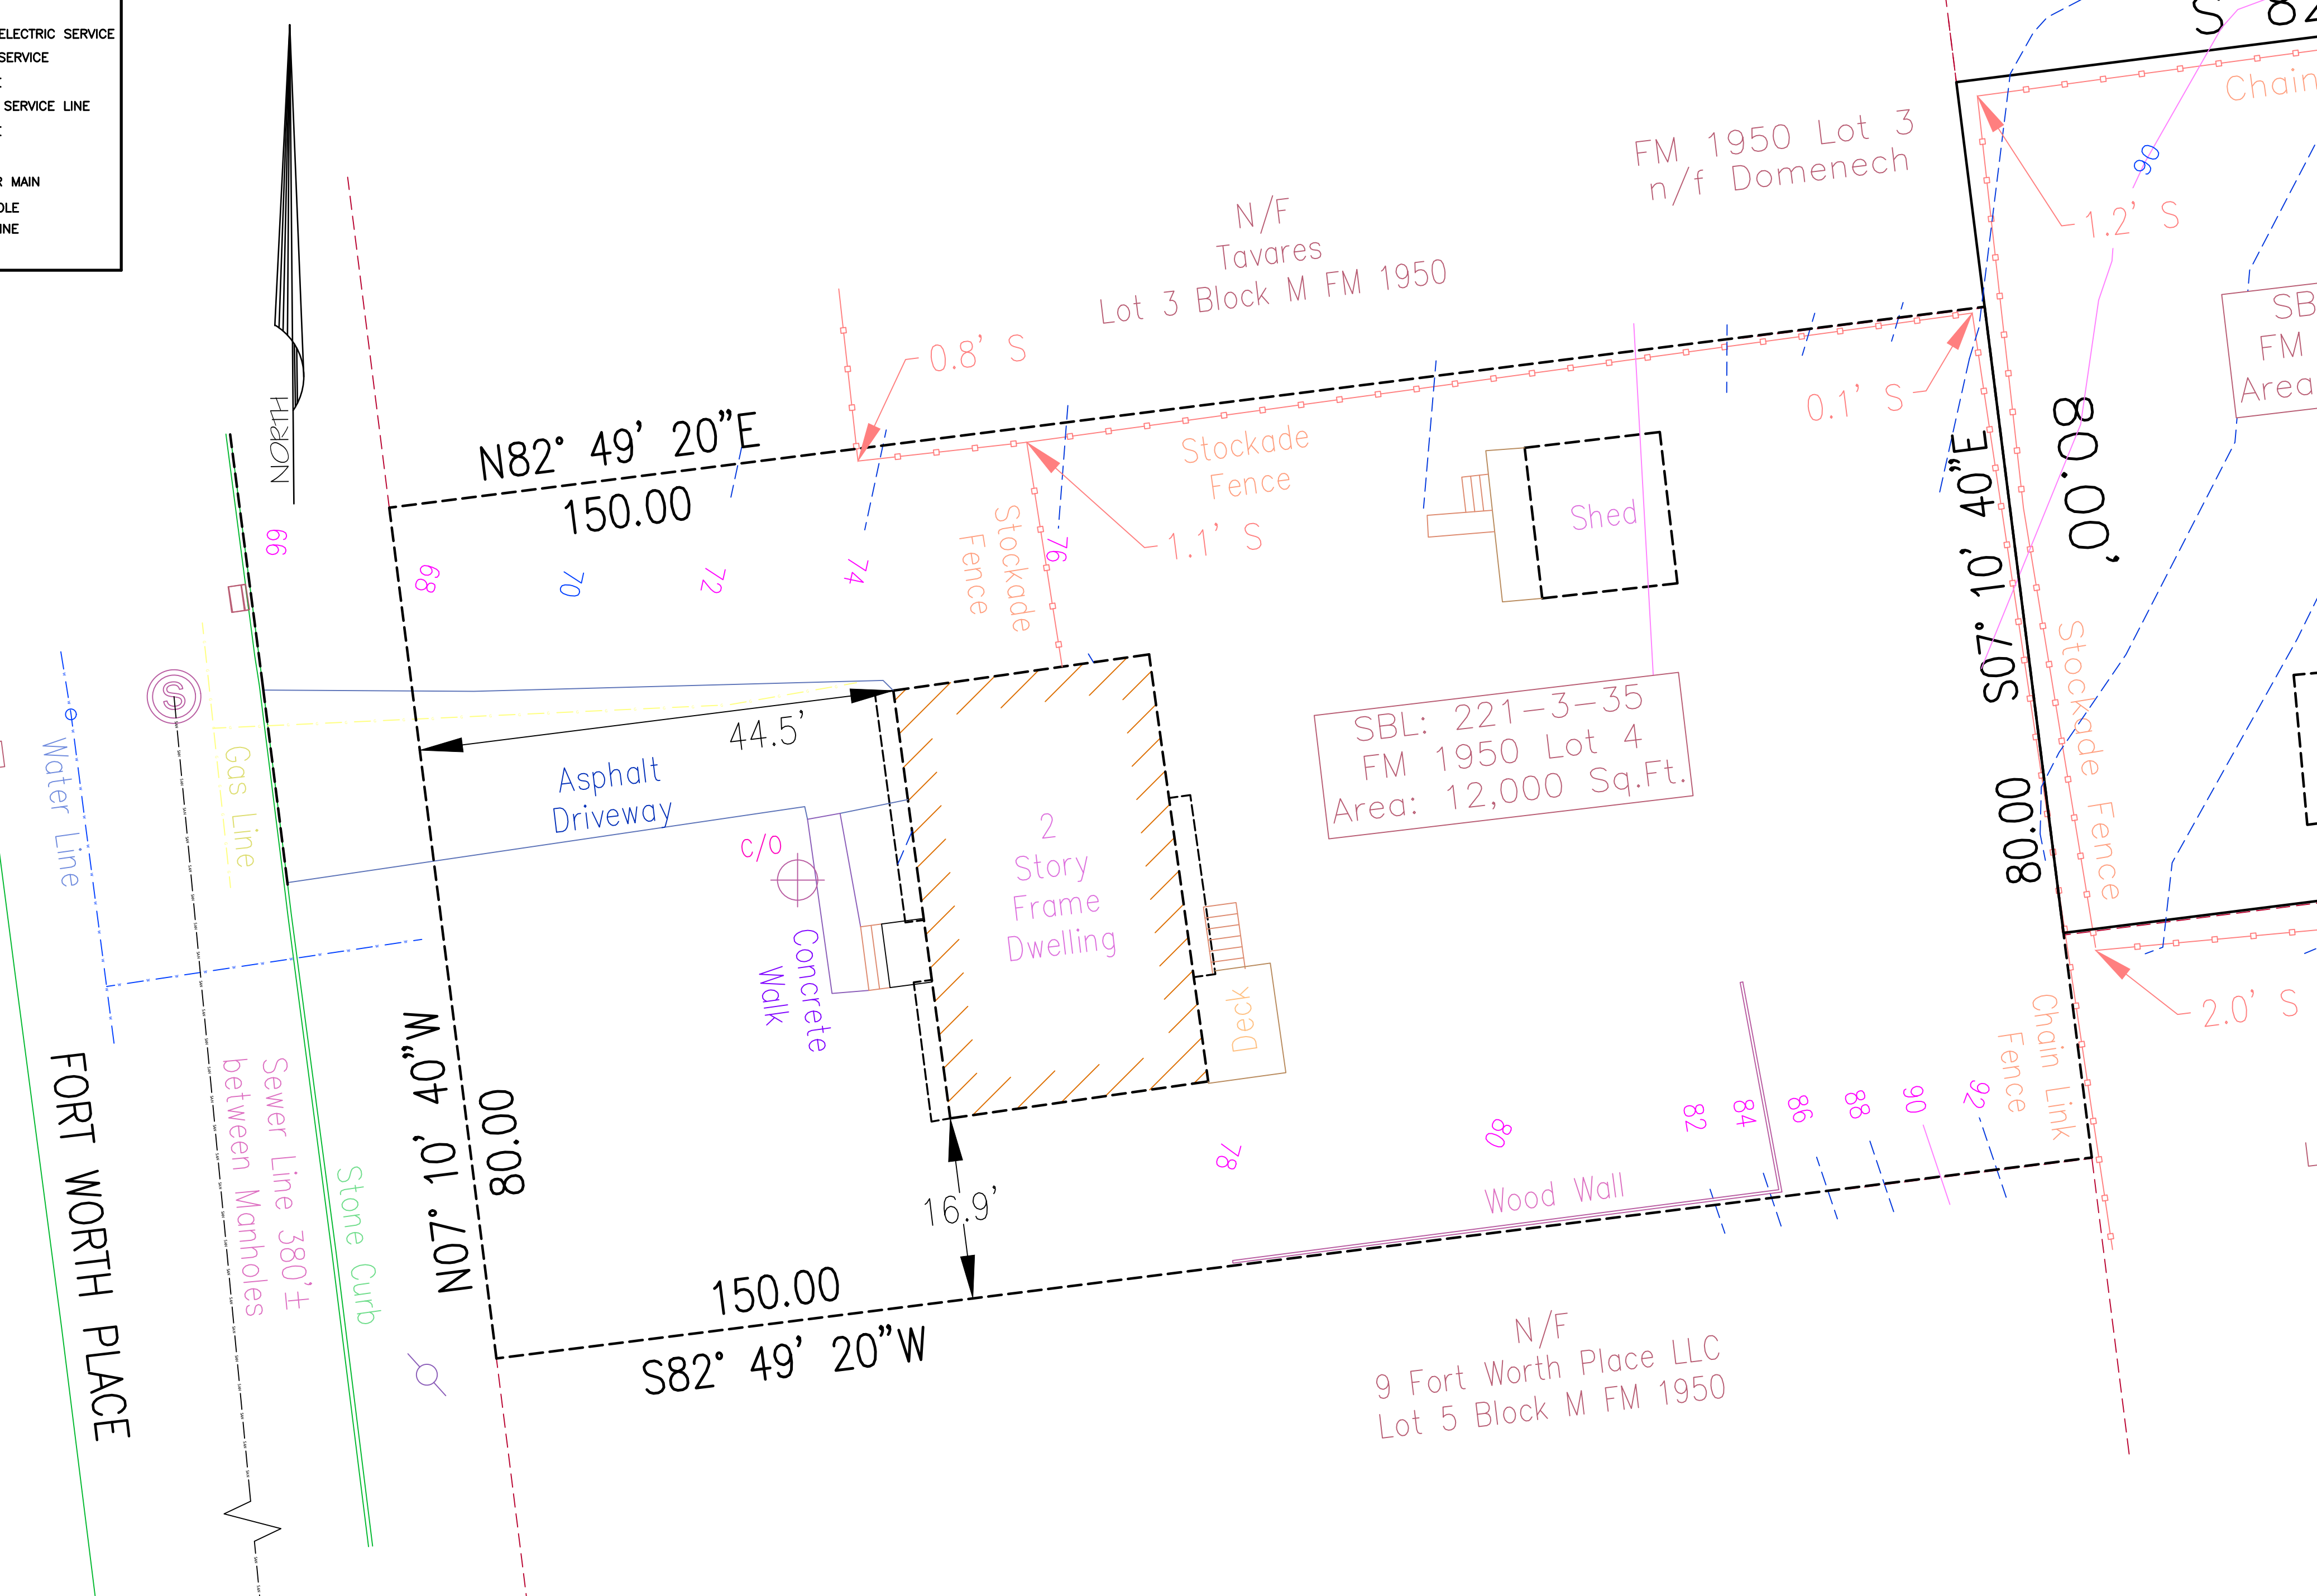 ELECTRIC SERVICE
SERVICE
SERVICE LINE
MAIN
NORTH
S 82
Chain
FM 1950 Lot 3
n/f Domenech
N/F
Tavares
Lot 3 Block M FM 1950
1.2' S
90
0.8' S
0.1' S
N82° 49' 20"E
150.00
Stockade
Fence
Stockade
Fence
1.1' S
Shed
SB
FM
Area
80.00'
S07° 10' 40"E
80.00
66
68
70
72
74
76
44.5'
Asphalt
Driveway
S
Water Line
Gas Line
c/o
2
Story
Frame
Dwelling
SBL: 221-3-35
FM 1950 Lot 4
Area: 12,000 Sq.Ft.
Stockade Fence
Concrete
Walk
Deck
2.0' S
Chain Link
Fence
FORT WORTH PLACE
Sewer Line 380'±
between Manholes
Stone Curb
N07° 10' 40"W
80.00
16.9'
78
80
82
84
86
88
90
92
Wood Wall
L
150.00
S82° 49' 20"W
N/F
9 Fort Worth Place LLC
Lot 5 Block M FM 1950